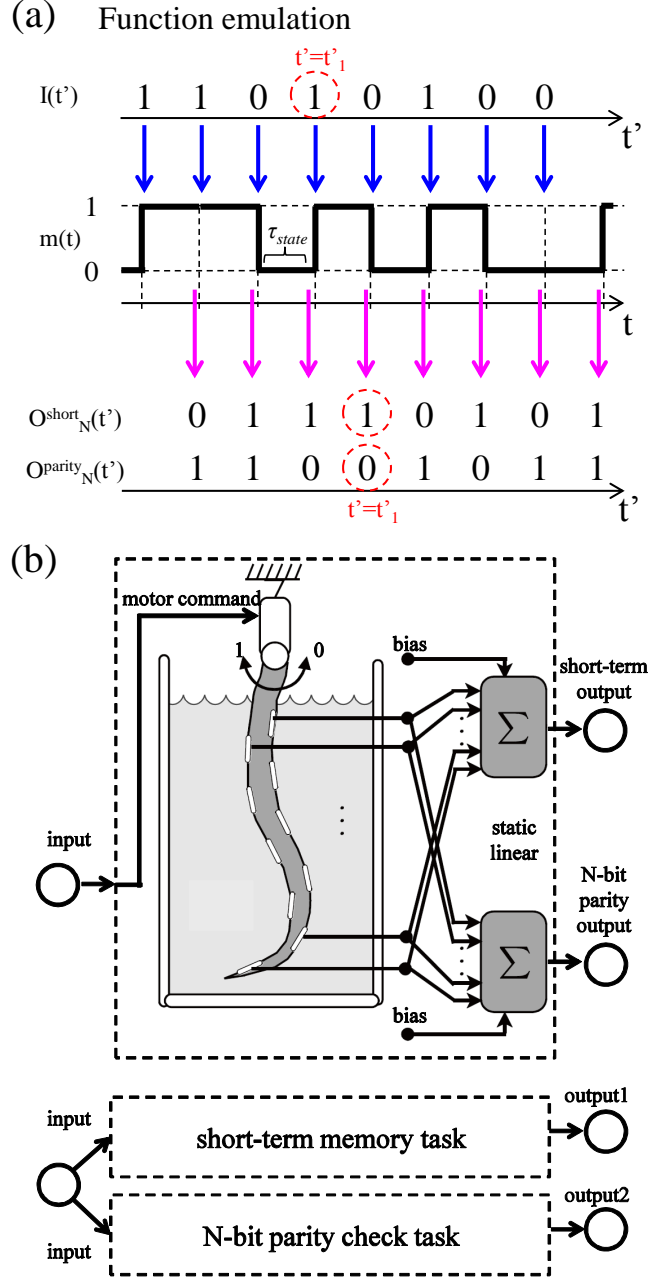 (a) Function emulation
t'=t'₁
I(t') 1 1 0 1 0 1 0 0
t'
1
m(t)
τstate
0
t
Oˢʰᵒʳᵗ_N(t') 0 1 1 1 0 1 0 1
Oᵖᵃʳⁱᵗʸ_N(t') 1 1 0 0 1 0 1 1
t'=t'₁
t'
(b)
motor command
1 0
bias
short-term
output
Σ
input
static
linear
N-bit
parity
output
Σ
bias
input
output1
short-term memory task
output2
N-bit parity check task
input